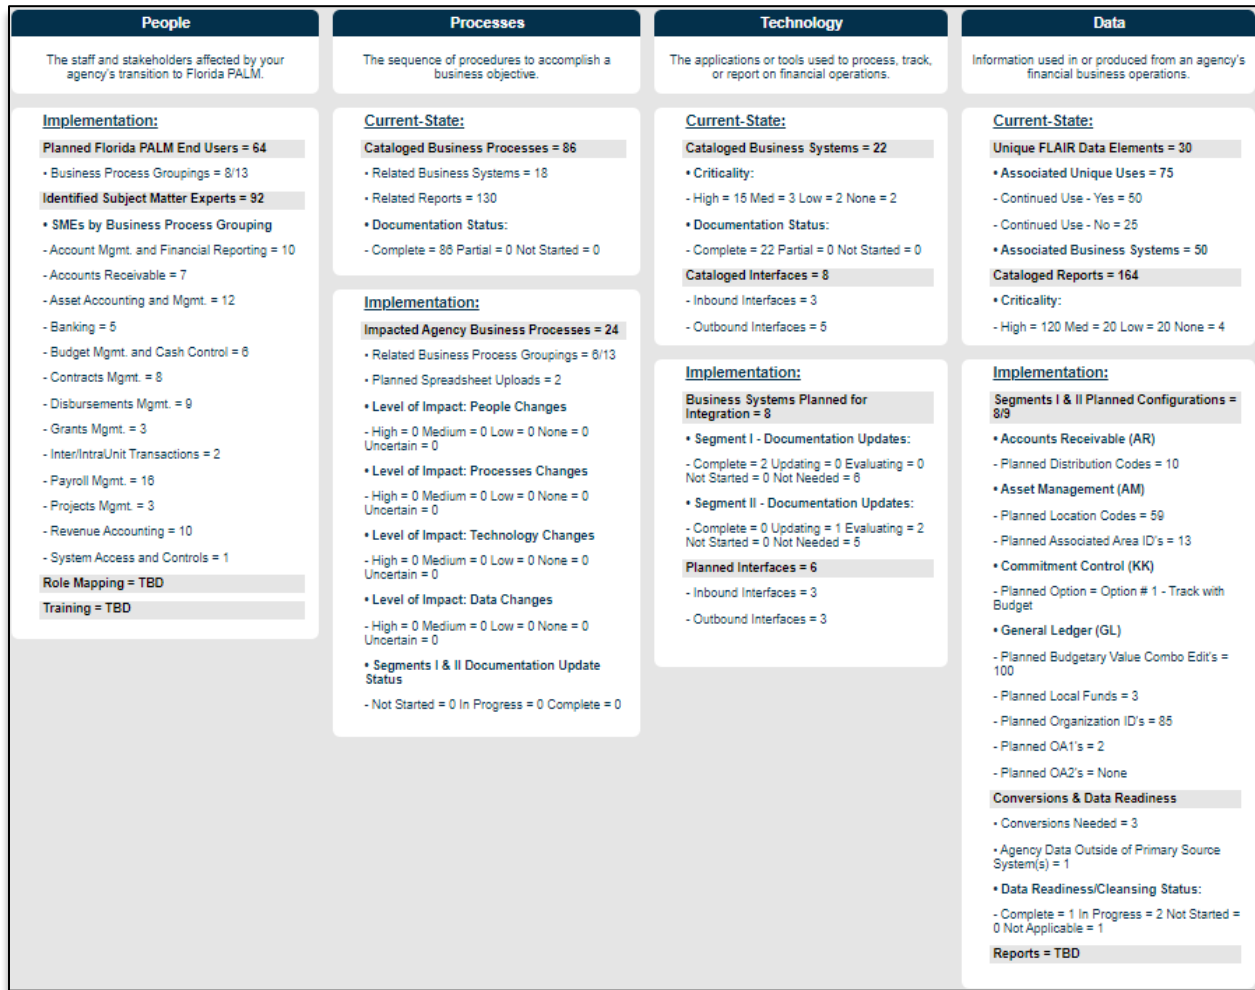 People
The staff and stakeholders affected by your
agency's transition to Florida PALM.
Implementation:
Planned Florida PALM End Users = 64
• Business Process Groupings = 8/13
Identified Subject Matter Experts = 92
• SMEs by Business Process Grouping
- Account Mgmt. and Financial Reporting = 10
- Accounts Receivable = 7
- Asset Accounting and Mgmt. = 12
- Banking = 5
- Budget Mgmt. and Cash Control = 6
- Contracts Mgmt. = 8
- Disbursements Mgmt. = 9
- Grants Mgmt. = 3
- Inter/IntraUnit Transactions = 2
- Payroll Mgmt. = 16
- Projects Mgmt. = 3
- Revenue Accounting = 10
- System Access and Controls = 1
Role Mapping = TBD
Training = TBD
Processes
The sequence of procedures to accomplish a
business objective.
Current-State:
Cataloged Business Processes = 86
• Related Business Systems = 18
• Related Reports = 130
• Documentation Status:
- Complete = 86 Partial = 0 Not Started = 0
Implementation:
Impacted Agency Business Processes = 24
• Related Business Process Groupings = 6/13
• Planned Spreadsheet Uploads = 2
• Level of Impact: People Changes
- High = 0 Medium = 0 Low = 0 None = 0
Uncertain = 0
• Level of Impact: Processes Changes
- High = 0 Medium = 0 Low = 0 None = 0
Uncertain = 0
• Level of Impact: Technology Changes
- High = 0 Medium = 0 Low = 0 None = 0
Uncertain = 0
• Level of Impact: Data Changes
- High = 0 Medium = 0 Low = 0 None = 0
Uncertain = 0
• Segments I & II Documentation Update
Status
- Not Started = 0 In Progress = 0 Complete = 0
Technology
The applications or tools used to process, track,
or report on financial operations.
Current-State:
Cataloged Business Systems = 22
• Criticality:
- High = 15 Med = 3 Low = 2 None = 2
• Documentation Status:
- Complete = 22 Partial = 0 Not Started = 0
Cataloged Interfaces = 8
- Inbound Interfaces = 3
- Outbound Interfaces = 5
Implementation:
Business Systems Planned for
Integration = 8
• Segment I - Documentation Updates:
- Complete = 2 Updating = 0 Evaluating = 0
Not Started = 0 Not Needed = 6
• Segment II - Documentation Updates:
- Complete = 0 Updating = 1 Evaluating = 2
Not Started = 0 Not Needed = 5
Planned Interfaces = 6
- Inbound Interfaces = 3
- Outbound Interfaces = 3
Data
Information used in or produced from an agency's
financial business operations.
Current-State:
Unique FLAIR Data Elements = 30
• Associated Unique Uses = 75
- Continued Use - Yes = 50
- Continued Use - No = 25
• Associated Business Systems = 50
Cataloged Reports = 164
• Criticality:
- High = 120 Med = 20 Low = 20 None = 4
Implementation:
Segments I & II Planned Configurations =
8/9
• Accounts Receivable (AR)
- Planned Distribution Codes = 10
• Asset Management (AM)
- Planned Location Codes = 59
- Planned Associated Area ID's = 13
• Commitment Control (KK)
- Planned Option = Option # 1 - Track with
Budget
• General Ledger (GL)
- Planned Budgetary Value Combo Edit's =
100
- Planned Local Funds = 3
- Planned Organization ID's = 85
- Planned OA1's = 2
- Planned OA2's = None
Conversions & Data Readiness
• Conversions Needed = 3
• Agency Data Outside of Primary Source
System(s) = 1
• Data Readiness/Cleansing Status:
- Complete = 1 In Progress = 2 Not Started =
0 Not Applicable = 1
Reports = TBD